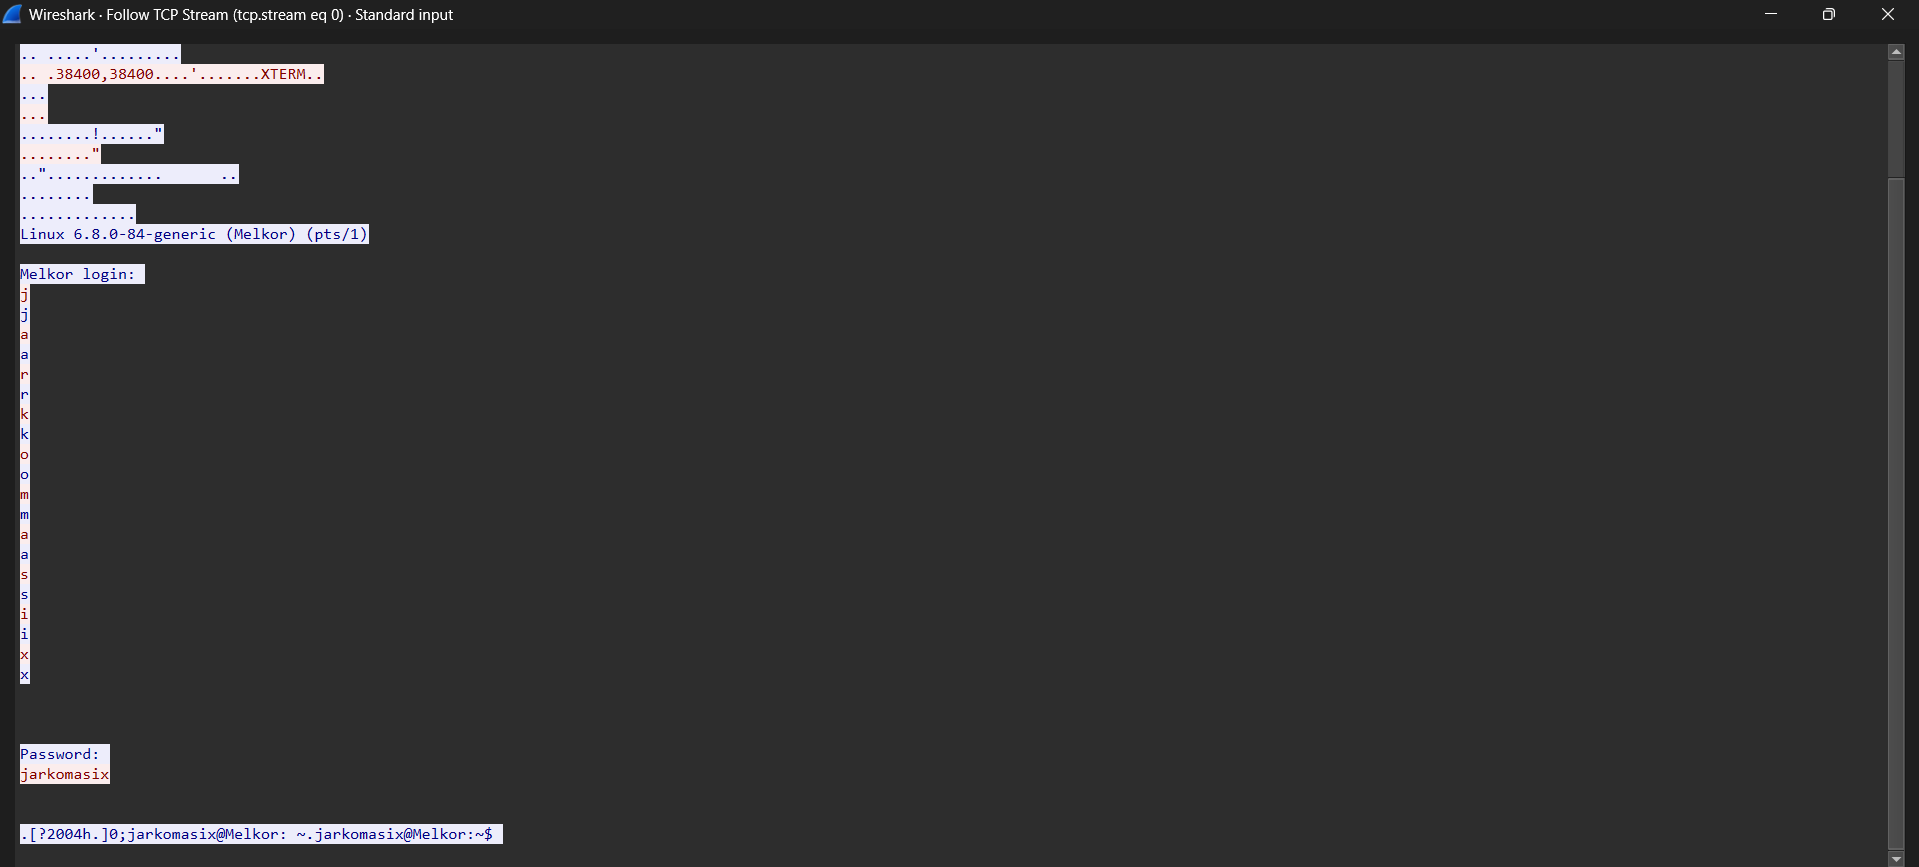 Wireshark · Follow TCP Stream (tcp.stream eq 0) · Standard input
.. .....'.........
.. .38400,38400....'.......XTERM..
...
...
........!......"
........"
..".............	..
........
.............
Linux 6.8.0-84-generic (Melkor) (pts/1)
Melkor login:
j
j
a
a
r
r
k
k
o
o
m
m
a
a
s
s
i
i
x
x
Password:
jarkomasix
.[?2004h.]0;jarkomasix@Melkor: ~.jarkomasix@Melkor:~$